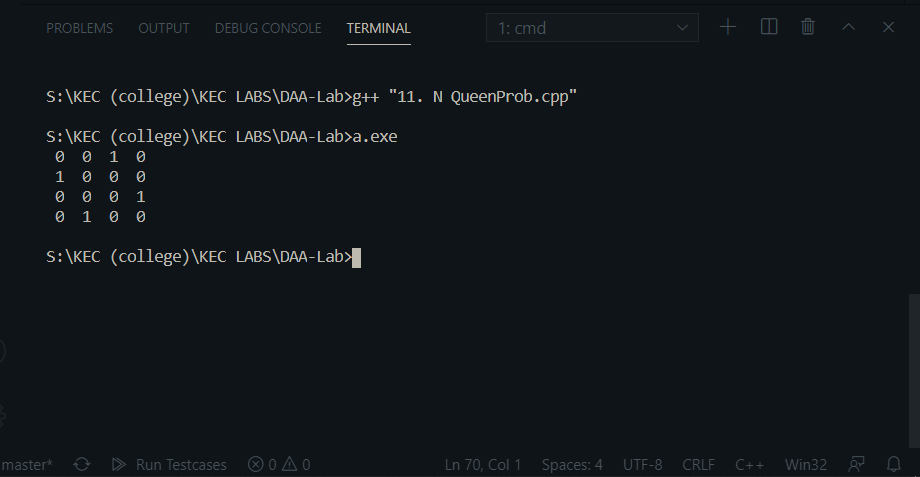 PROBLEMS OUTPUT DEBUG CONSOLE TERMINAL 1: cmd
S:\KEC (college)\KEC LABS\DAA-Lab>g++ "11. N QueenProb.cpp"
S:\KEC (college)\KEC LABS\DAA-Lab>a.exe
0 0 1 0
1 0 0 0
0 0 0 1
0 1 0 0
S:\KEC (college)\KEC LABS\DAA-Lab>
master* Run Testcases 0 0 Ln 70, Col 1 Spaces: 4 UTF-8 CRLF C++ Win32